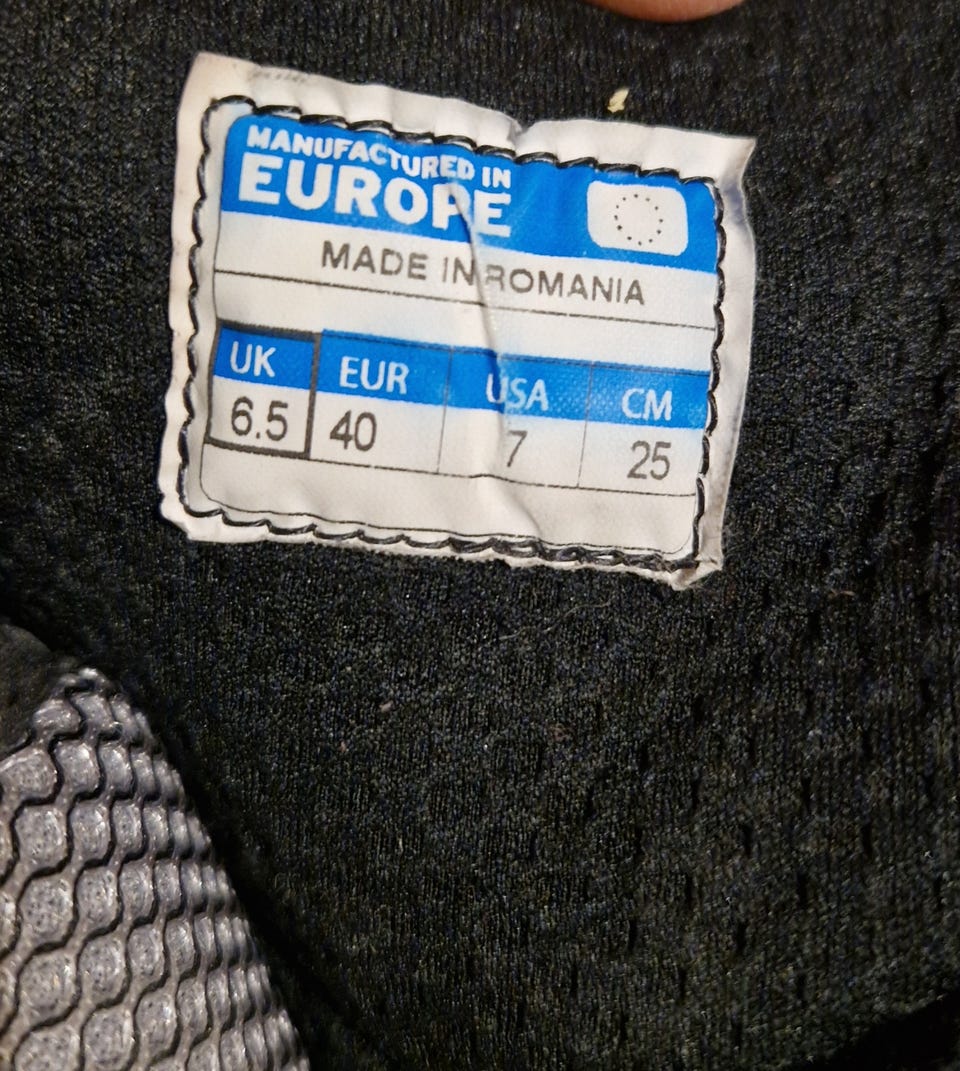 MANUFACTURED IN
EUROPE
MADE IN ROMANIA
UK EUR USA CM
6.5 40 7 25